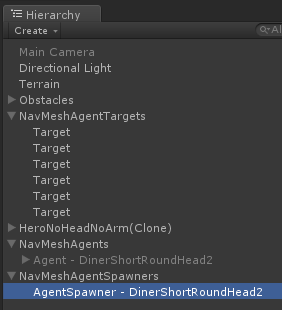 Hierarchy
Create
Al
Main Camera
Directional Light
Terrain
Obstacles
NavMeshAgentTargets
Target
Target
Target
Target
Target
Target
HeroNoHeadNoArm(Clone)
NavMeshAgents
Agent - DinerShortRoundHead2
NavMeshAgentSpawners
AgentSpawner - DinerShortRoundHead2